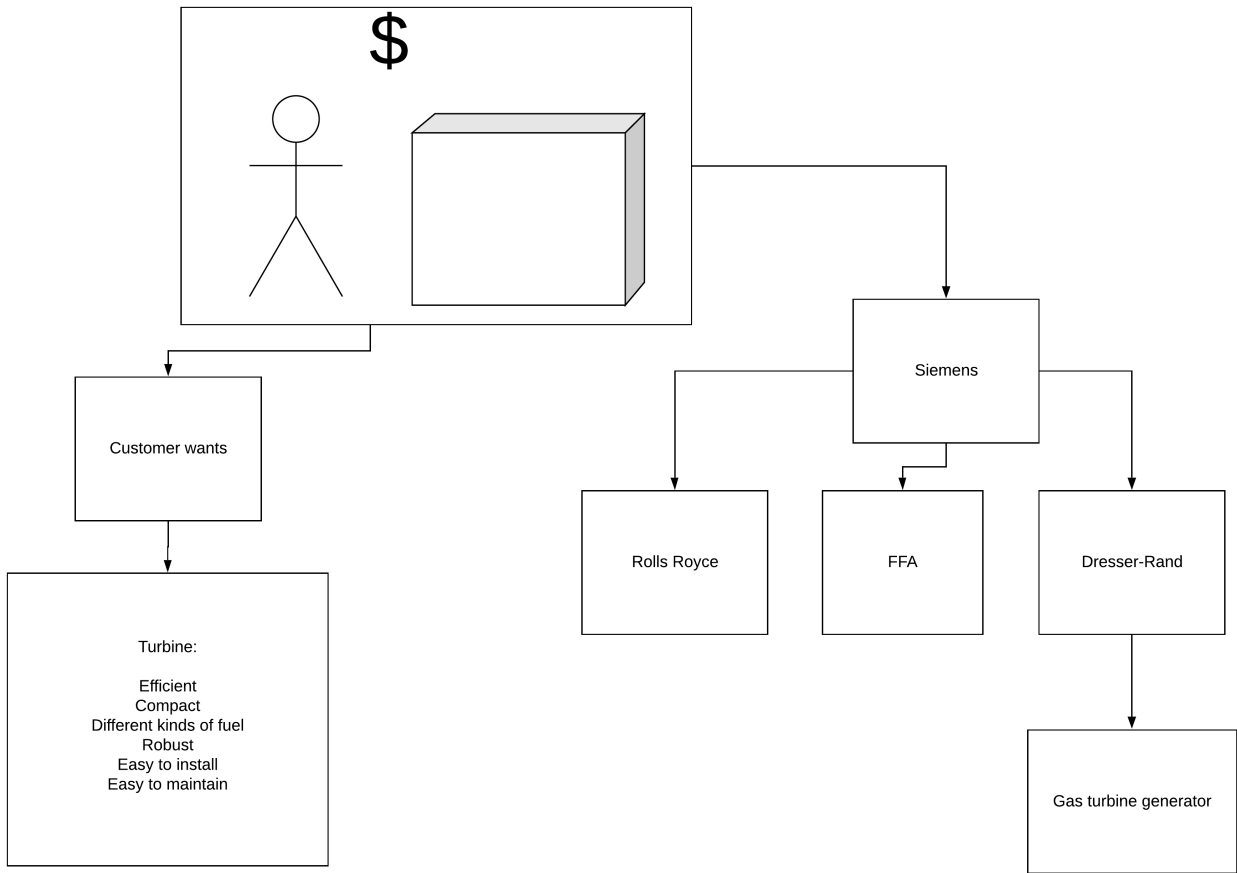 $
Siemens
Customer wants
Rolls Royce
FFA
Dresser-Rand
Turbine:
Efficient
Compact
Different kinds of fuel
Robust
Easy to install
Easy to maintain
Gas turbine generator